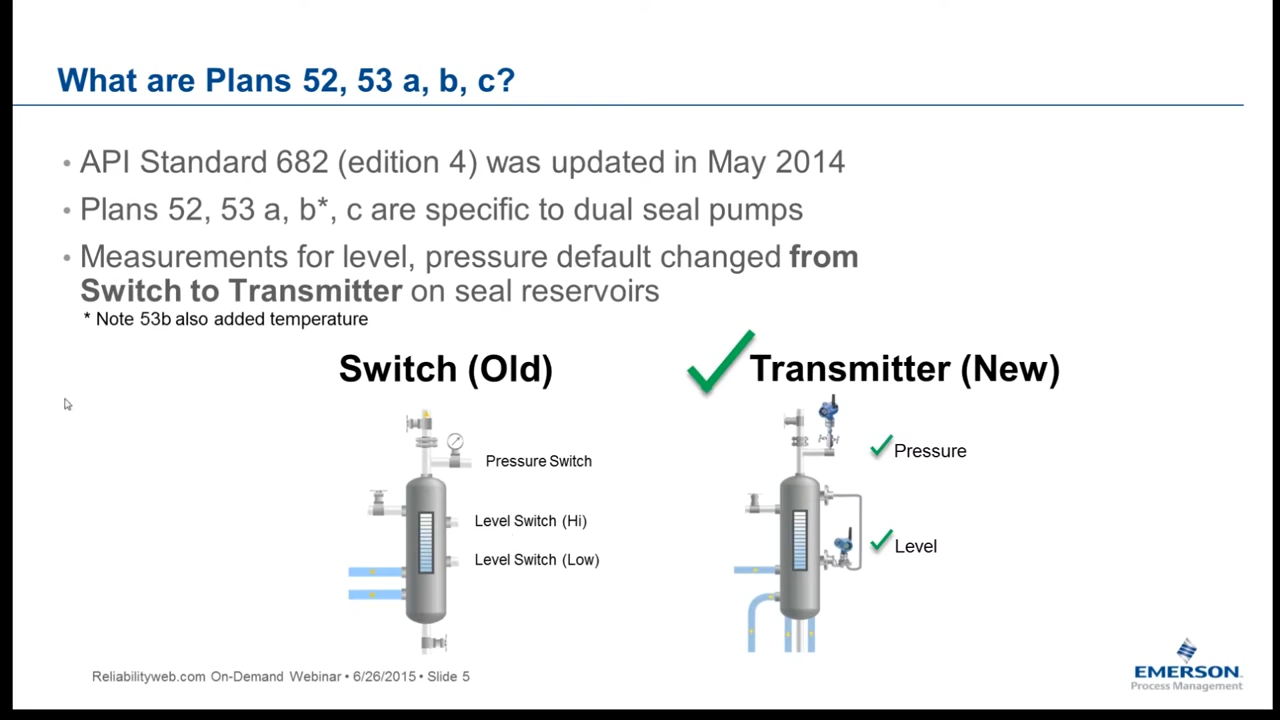 What are Plans 52, 53 a, b, c?
• API Standard 682 (edition 4) was updated in May 2014
• Plans 52, 53 a, b*, c are specific to dual seal pumps
• Measurements for level, pressure default changed from
Switch to Transmitter on seal reservoirs
* Note 53b also added temperature
Switch (Old)
Transmitter (New)
Pressure Switch
Level Switch (Hi)
Level Switch (Low)
Pressure
Level
Reliabilityweb.com On-Demand Webinar • 6/26/2015 • Slide 5
EMERSON
Process Management